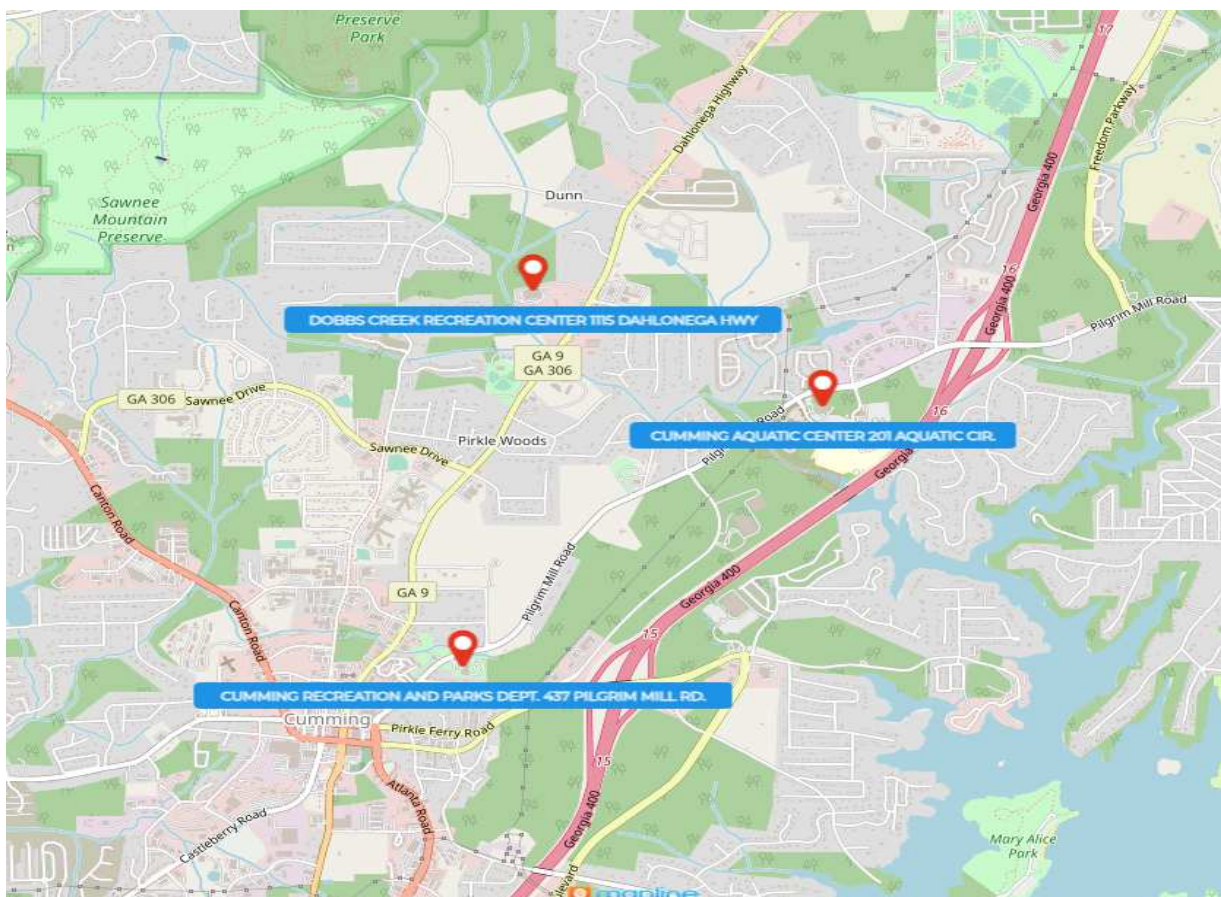 Preserve
Park
17
Dahlonega Highway
Freedom Parkway
Georgia 400
Dunn
Sawnee
Mountain
Preserve
16
Georgia 400
Pilgrim Mill Road
DOBBS CREEK RECREATION CENTER 1115 DAHLONEGA HWY
GA 9
GA 306
GA 306
Sawnee Drive
16
Road
CUMMING AQUATIC CENTER 201 AQUATIC CIR.
Pirkle Woods
Sawnee Drive
Georgia 400
Canton Road
Pilgrim Mill Road
Georgia 400
GA 9
Canton Road
15
CUMMING RECREATION AND PARKS DEPT. 437 PILGRIM MILL RD.
Cumming
Pirkle Ferry Road
15
Atlanta Road
Georgia 400
Castleberry Road
Mary Alice
Park
mapline